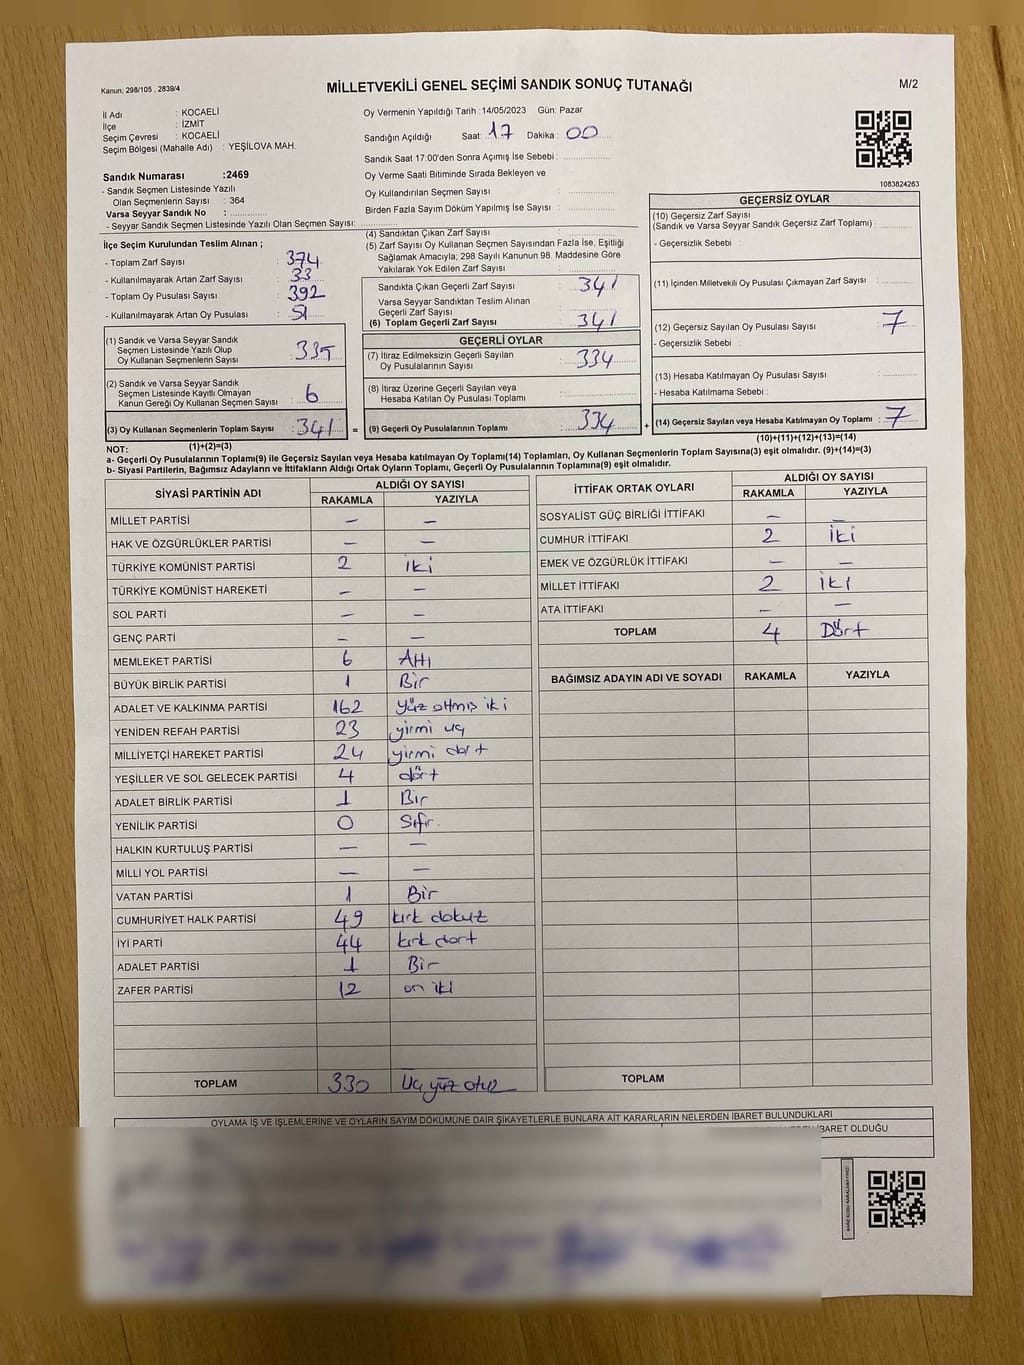 Kanun: 298/105 , 2839/4
MİLLETVEKİLİ GENEL SEÇİMİ SANDIK SONUÇ TUTANAĞI
M/2
İl Adı : KOCAELİ
İlçe : İZMİT
Seçim Çevresi : KOCAELİ
Seçim Bölgesi (Mahalle Adı) : YEŞİLOVA MAH.
Oy Vermenin Yapıldığı Tarih : 14/05/2023 Gün: Pazar
Sandığın Açıldığı Saat: 17 Dakika : 00
Sandık Saat 17:00'den Sonra Açımış İse Sebebi :
Oy Verme Saati Bitiminde Sırada Bekleyen ve
Oy Kullandırılan Seçmen Sayısı :
Birden Fazla Sayım Döküm Yapılmış İse Sayısı :
1083824263
Sandık Numarası :2469
- Sandık Seçmen Listesinde Yazılı
Olan Seçmenlerin Sayısı : 364
Varsa Seyyar Sandık No :
- Seyyar Sandık Seçmen Listesinde Yazılı Olan Seçmen Sayısı:
İlçe Seçim Kurulundan Teslim Alınan ;
- Toplam Zarf Sayısı : 374
- Kullanılmayarak Artan Zarf Sayısı : 33
- Toplam Oy Pusulası Sayısı : 392
- Kullanılmayarak Artan Oy Pusulası : 51
(1) Sandık ve Varsa Seyyar Sandık
Seçmen Listesinde Yazılı Olup
Oy Kullanan Seçmenlerin Sayısı : 335
(2) Sandık ve Varsa Seyyar Sandık
Seçmen Listesinde Kayıtlı Olmayan
Kanun Gereği Oy Kullanan Seçmen Sayısı : 6
(3) Oy Kullanan Seçmenlerin Toplam Sayısı : 341 =
(4) Sandıktan Çıkan Zarf Sayısı :
(5) Zarf Sayısı Oy Kullanan Seçmen Sayısından Fazla İse, Eşitliği
Sağlamak Amacıyla; 298 Sayılı Kanunun 98. Maddesine Göre
Yakılarak Yok Edilen Zarf Sayısı :
Sandıkta Çıkan Geçerli Zarf Sayısı : 341
Varsa Seyyar Sandıktan Teslim Alınan
Geçerli Zarf Sayısı :
(6) Toplam Geçerli Zarf Sayısı : 341
GEÇERLİ OYLAR
(7) İtiraz Edilmeksizin Geçerli Sayılan
Oy Pusulalarının Sayısı : 334
(8) İtiraz Üzerine Geçerli Sayılan veya
Hesaba Katılan Oy Pusulası Toplamı :
(9) Geçerli Oy Pusulalarının Toplamı : 334 +
GEÇERSİZ OYLAR
(10) Geçersiz Zarf Sayısı
(Sandık ve Varsa Seyyar Sandık Geçersiz Zarf Toplamı) :
- Geçersizlik Sebebi :
(11) İçinden Milletvekili Oy Pusulası Çıkmayan Zarf Sayısı :
(12) Geçersiz Sayılan Oy Pusulası Sayısı : 7
- Geçersizlik Sebebi :
(13) Hesaba Katılmayan Oy Pusulası Sayısı :
- Hesaba Katılmama Sebebi :
(14) Geçersiz Sayılan veya Hesaba Katılmayan Oy Toplamı : 7
NOT: (1)+(2)=(3) (10)+(11)+(12)+(13)=(14)
a- Geçerli Oy Pusulalarının Toplamı(9) ile Geçersiz Sayılan veya Hesaba katılmayan Oy Toplamı(14) Toplamları, Oy Kullanan Seçmenlerin Toplam Sayısına(3) eşit olmalıdır. (9)+(14)=(3)
b- Siyasi Partilerin, Bağımsız Adayların ve İttifakların Aldığı Ortak Oyların Toplamı, Geçerli Oy Pusulalarının Toplamına(9) eşit olmalıdır.
SİYASİ PARTİNİN ADI ALDIĞI OY SAYISI
RAKAMLA YAZIYLA
MİLLET PARTİSİ — —
HAK VE ÖZGÜRLÜKLER PARTİSİ — —
TÜRKİYE KOMÜNİST PARTİSİ 2 iki
TÜRKİYE KOMÜNİST HAREKETİ — —
SOL PARTİ — —
GENÇ PARTİ — —
MEMLEKET PARTİSİ 6 Altı
BÜYÜK BİRLİK PARTİSİ 1 Bir
ADALET VE KALKINMA PARTİSİ 162 yüz altmış iki
YENİDEN REFAH PARTİSİ 23 yirmi uç
MİLLİYETÇİ HAREKET PARTİSİ 24 yirmi dört
YEŞİLLER VE SOL GELECEK PARTİSİ 4 dört
ADALET BİRLİK PARTİSİ 1 Bir
YENİLİK PARTİSİ 0 Sıfır.
HALKIN KURTULUŞ PARTİSİ — —
MİLLİ YOL PARTİSİ — —
VATAN PARTİSİ 1 Bir
CUMHURİYET HALK PARTİSİ 49 kırk dokuz
İYİ PARTİ 44 kırk dört
ADALET PARTİSİ 1 Bir
ZAFER PARTİSİ 12 on iki
TOPLAM 330 Üç yüz otuz
İTTİFAK ORTAK OYLARI ALDIĞI OY SAYISI
RAKAMLA YAZIYLA
SOSYALİST GÜÇ BİRLİĞİ İTTİFAKI — —
CUMHUR İTTİFAKI 2 İki
EMEK VE ÖZGÜRLÜK İTTİFAKI — —
MİLLET İTTİFAKI 2 İki
ATA İTTİFAKI — —
TOPLAM 4 Dört
BAĞIMSIZ ADAYIN ADI VE SOYADI RAKAMLA YAZIYLA
TOPLAM
OYLAMA İŞ VE İŞLEMLERİNE VE OYLARIN SAYIM DÖKÜMÜNE DAİR ŞİKAYETLERLE BUNLARA AİT KARARLARIN NELERDEN İBARET BULUNDUKLARI
İBARET OLDUĞU